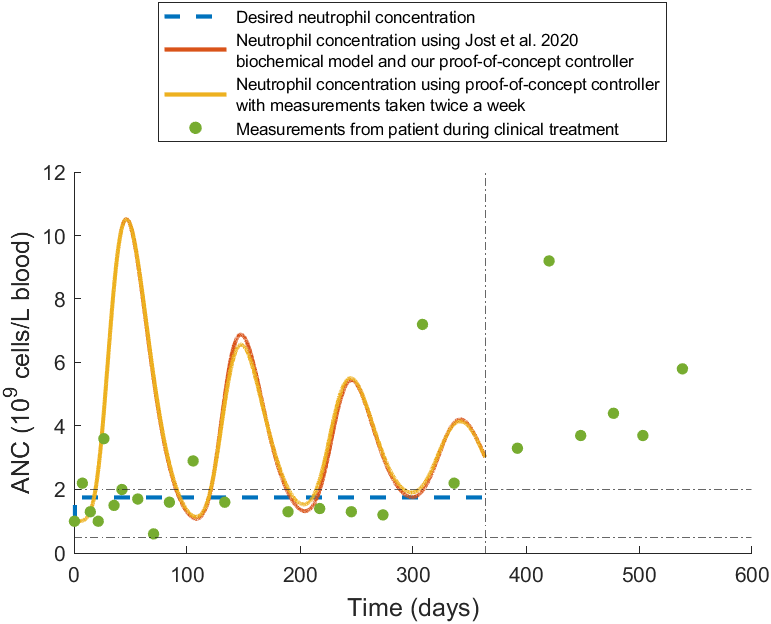 Desired neutrophil concentration
Neutrophil concentration using Jost et al. 2020
biochemical model and our proof-of-concept controller
Neutrophil concentration using proof-of-concept controller
with measurements taken twice a week
Measurements from patient during clinical treatment
12
10
8
6
4
2
0
ANC (10^9 cells/L blood)
0 100 200 300 400 500 600
Time (days)